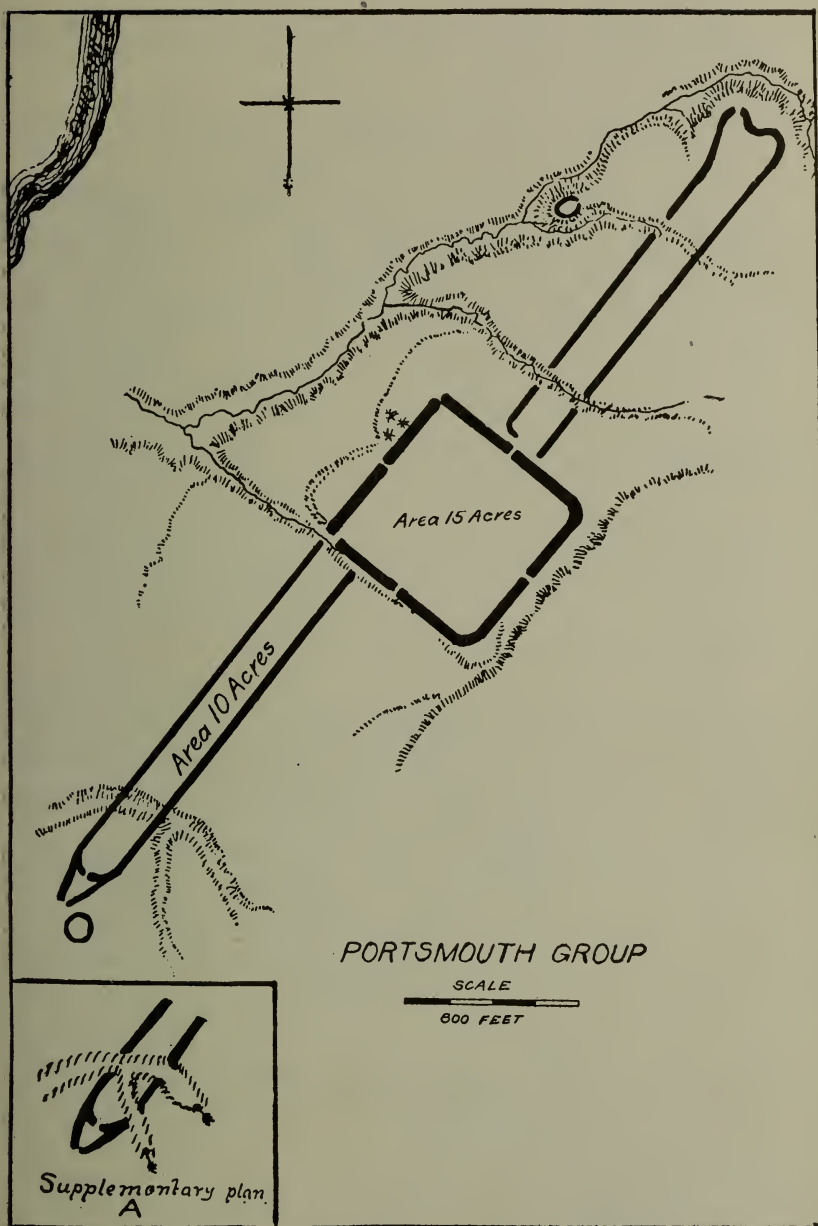 Area 15 Acres
Area 10 Acres
PORTSMOUTH GROUP
SCALE
800 FEET
Supplementary plan
A